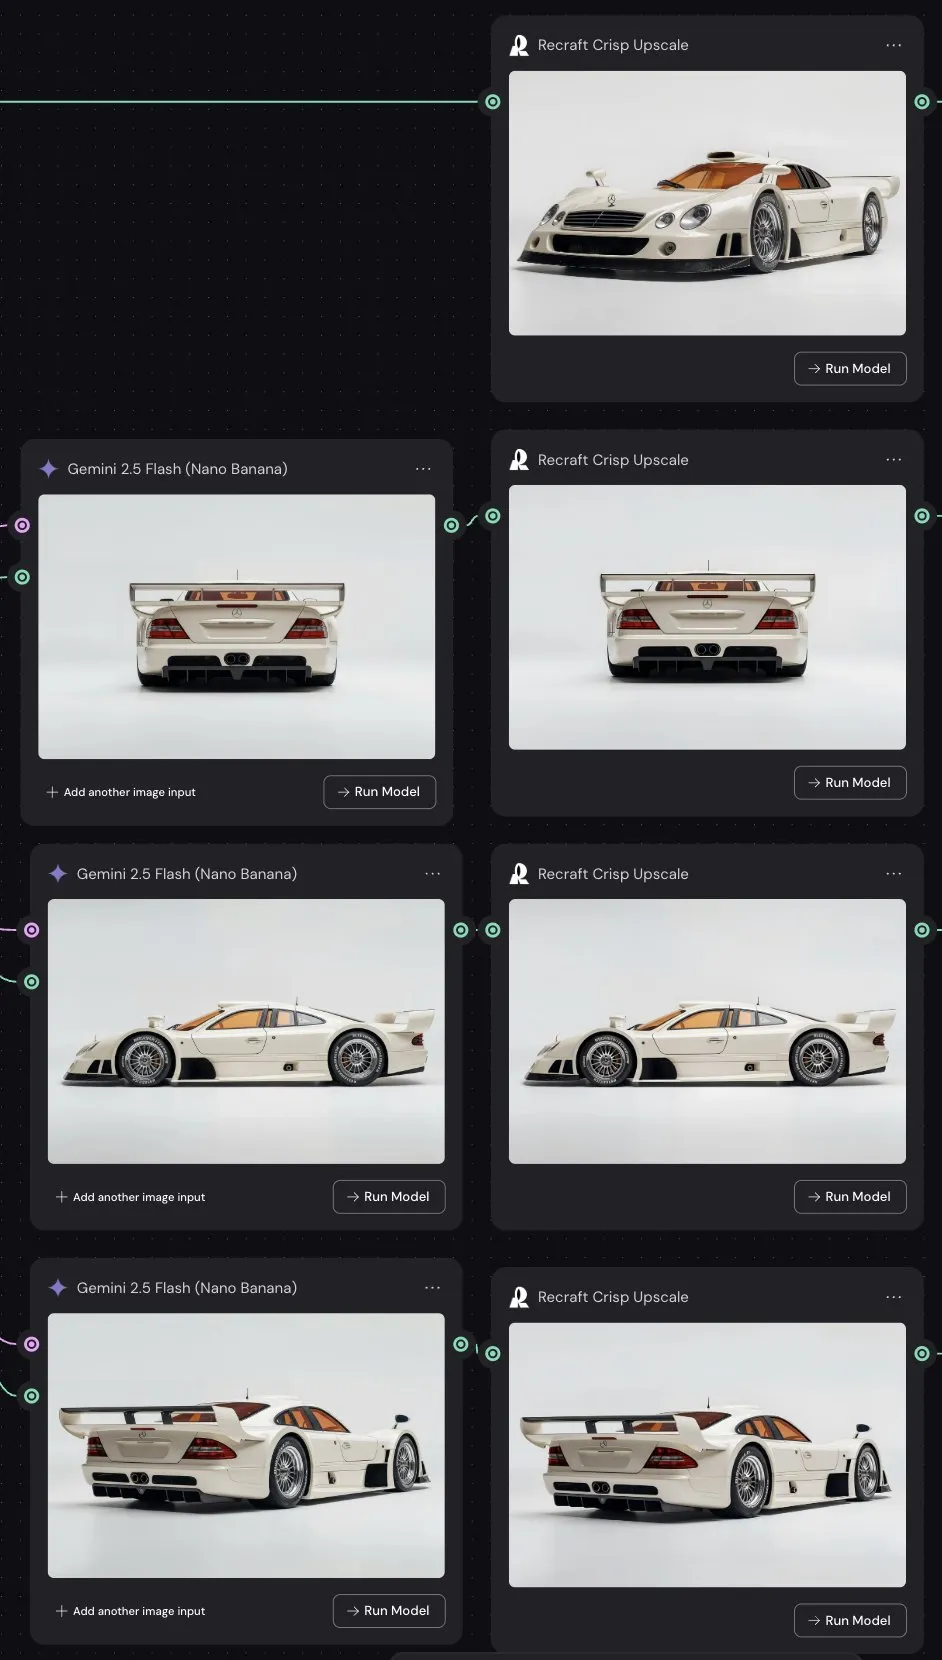 Recraft Crisp Upscale
Run Model
Gemini 2.5 Flash (Nano Banana)
Add another image input
Run Model
Recraft Crisp Upscale
Run Model
Gemini 2.5 Flash (Nano Banana)
Add another image input
Run Model
Recraft Crisp Upscale
Run Model
Gemini 2.5 Flash (Nano Banana)
Add another image input
Run Model
Recraft Crisp Upscale
Run Model